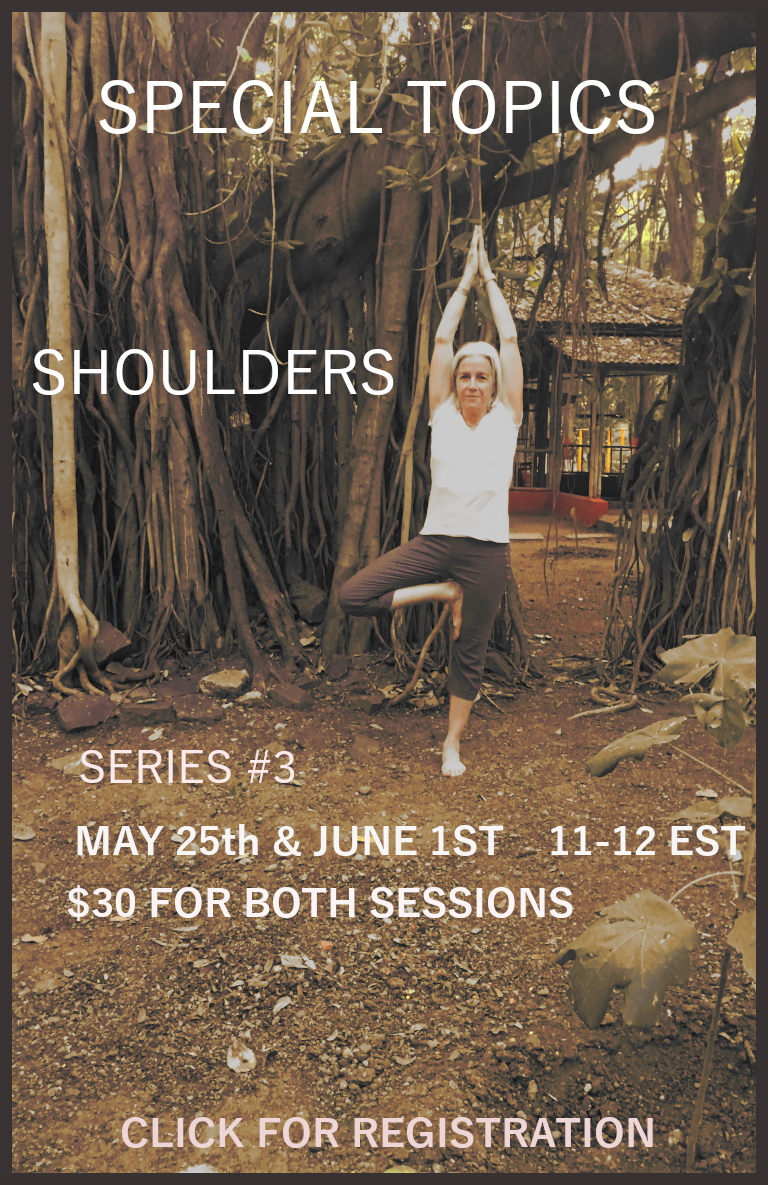 SPECIAL TOPICS
SHOULDERS
SERIES #3
MAY 25th & JUNE 1ST 11-12 EST
$30 FOR BOTH SESSIONS
CLICK FOR REGISTRATION